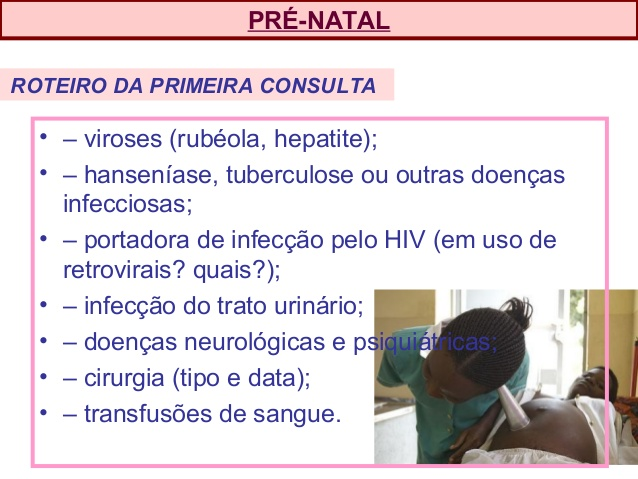 PRÉ-NATAL
ROTEIRO DA PRIMEIRA CONSULTA
• – viroses (rubéola, hepatite);
• – hanseníase, tuberculose ou outras doenças
infecciosas;
• – portadora de infecção pelo HIV (em uso de
retrovirais? quais?);
• – infecção do trato urinário;
• – doenças neurológicas e psiquiátricas;
• – cirurgia (tipo e data);
• – transfusões de sangue.